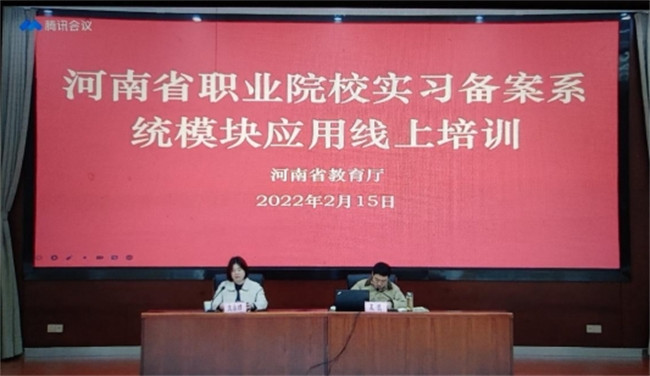 腾讯会议
河南省职业院校实习备案系
统模块应用线上培训
河南省教育厅
2022年2月15日